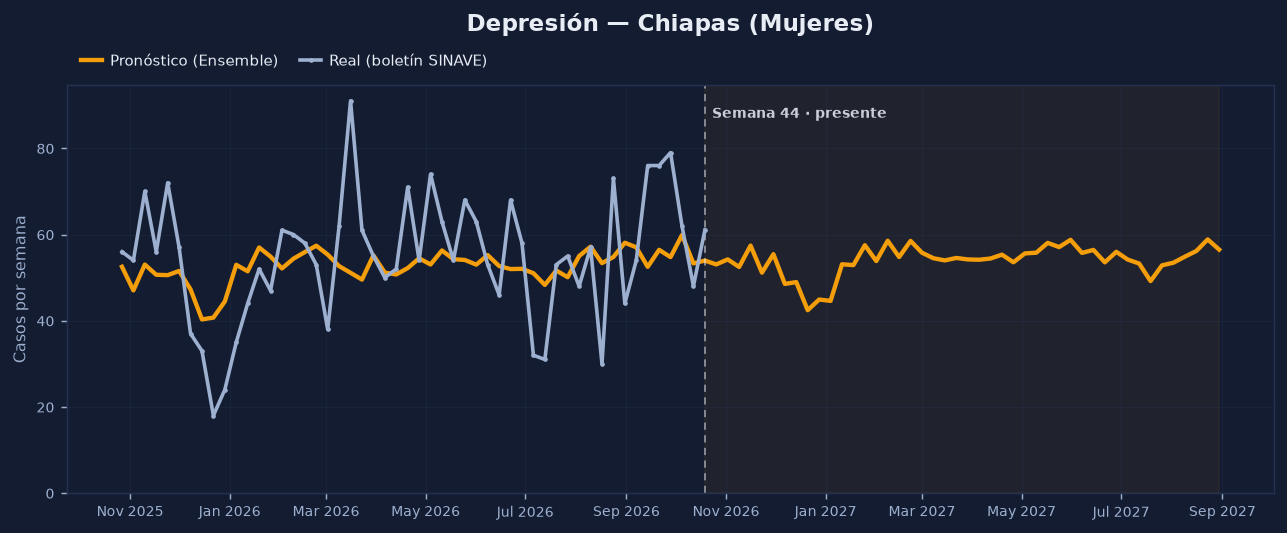 Depresión — Chiapas (Mujeres)
Pronóstico (Ensemble)
Real (boletín SINAVE)
Semana 44 · presente
Casos por semana
80
60
40
20
0
Nov 2025
Jan 2026
Mar 2026
May 2026
Jul 2026
Sep 2026
Nov 2026
Jan 2027
Mar 2027
May 2027
Jul 2027
Sep 2027